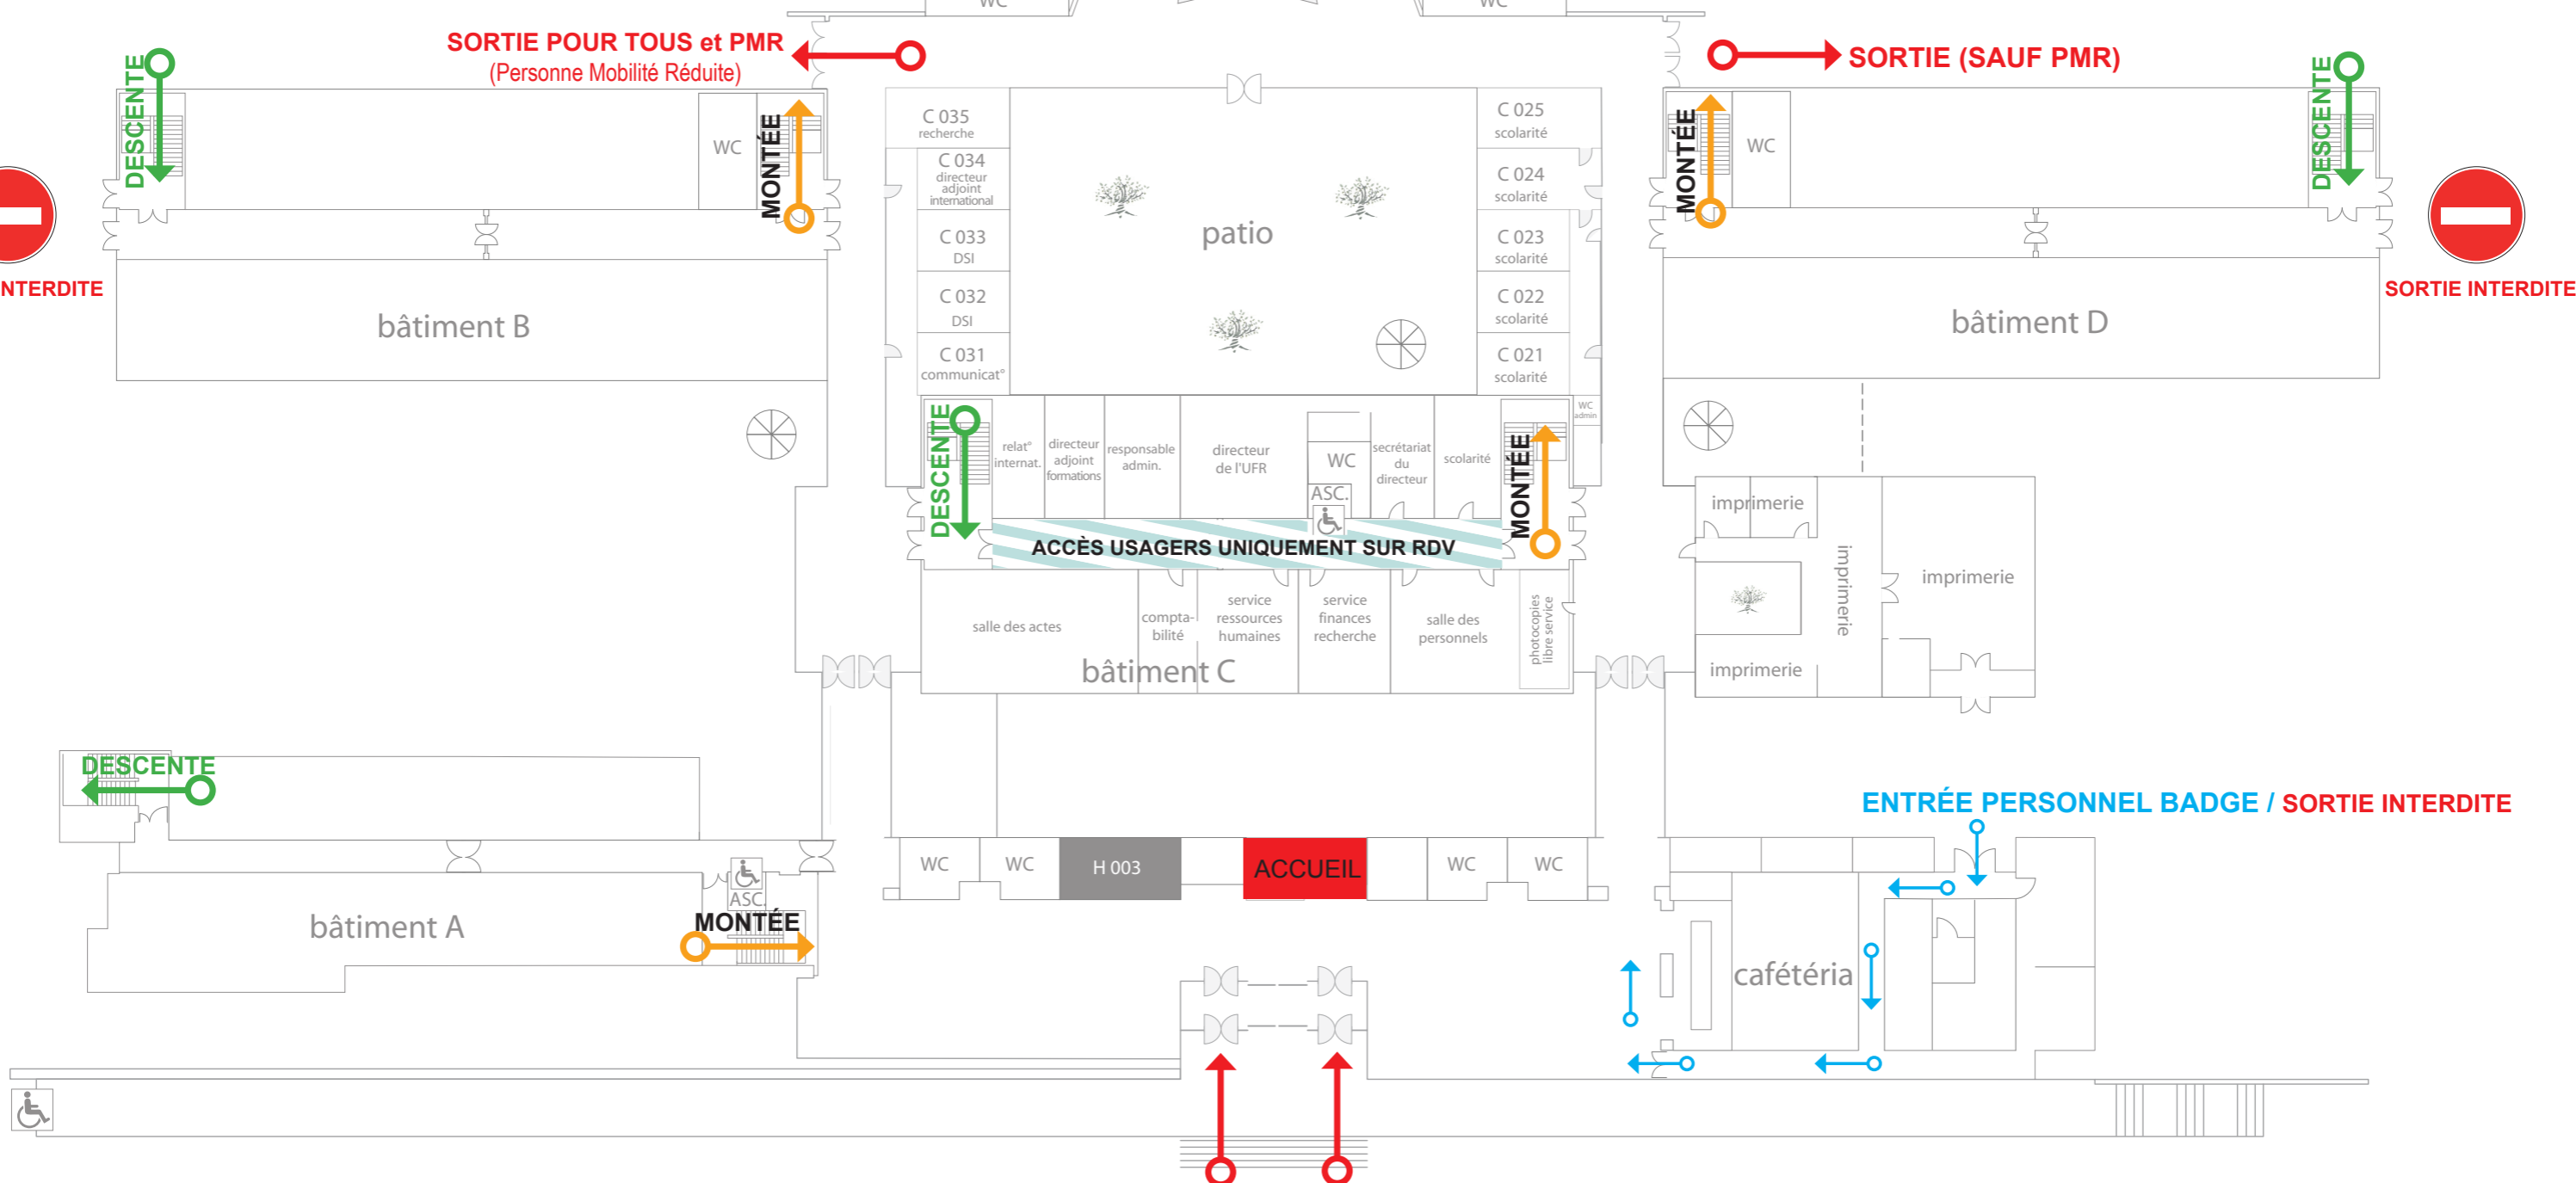 WC
WC
SORTIE POUR TOUS et PMR
(Personne Mobilité Réduite)
SORTIE (SAUF PMR)
DESCENTE
MONTÉE
WC
C 035
recherche
C 034
directeur
adjoint
international
C 033
DSI
C 032
DSI
C 031
communicat°
patio
C 025
scolarité
C 024
scolarité
C 023
scolarité
C 022
scolarité
C 021
scolarité
MONTÉE
WC
DESCENTE
NTERDITE
SORTIE INTERDITE
bâtiment B
bâtiment D
DESCENTE
relat°
internat.
directeur
adjoint
formations
responsable
admin.
directeur
de l'UFR
WC
ASC.
secrétariat
du
directeur
scolarité
MONTÉE
WC
admin
ACCÈS USAGERS UNIQUEMENT SUR RDV
imprimerie
imprimerie
imprimerie
imprimerie
salle des actes
compta-
bilité
service
ressources
humaines
service
finances
recherche
salle des
personnels
photocopies
libre service
bâtiment C
DESCENTE
ENTRÉE PERSONNEL BADGE / SORTIE INTERDITE
WC
WC
H 003
ACCUEIL
WC
WC
ASC.
MONTÉE
bâtiment A
cafétéria